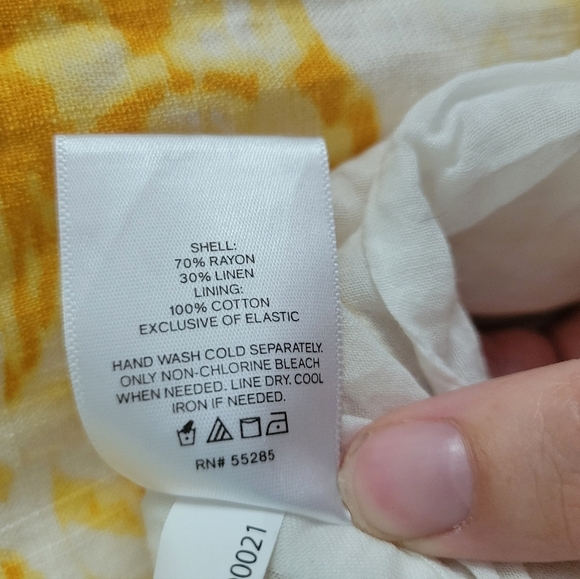 SHELL:
70% RAYON
30% LINEN
LINING:
100% COTTON
EXCLUSIVE OF ELASTIC
HAND WASH COLD SEPARATELY.
ONLY NON-CHLORINE BLEACH
WHEN NEEDED. LINE DRY. COOL
IRON IF NEEDED.
RN# 55285
0021